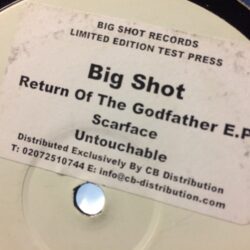 BIG SHOT RECORDS
LIMITED EDITION TEST PRESS
Big Shot
Return Of The Godfather E.P
Scarface
Untouchable
Distributed Exclusively By CB Distribution
T: 02072510744 E: info@cb-distribution.com